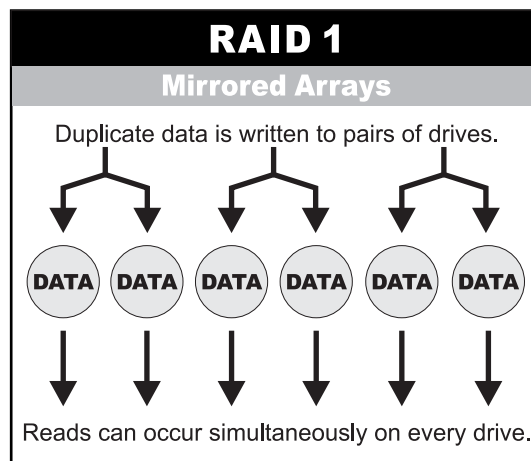 RAID 1
Mirrored Arrays
Duplicate data is written to pairs of drives.
DATA DATA DATA DATA DATA DATA
Reads can occur simultaneously on every drive.